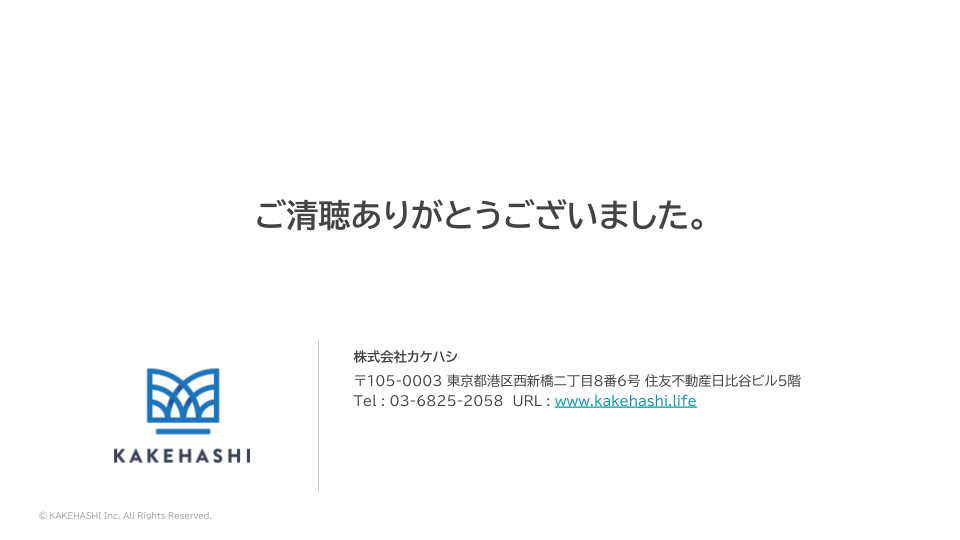 ご清聴ありがとうございました。
株式会社カケハシ
〒105-0003 東京都港区西新橋二丁目8番6号 住友不動産日比谷ビル5階
Tel : 03-6825-2058  URL : www.kakehashi.life
KAKEHASHI
© KAKEHASHI Inc. All Rights Reserved.